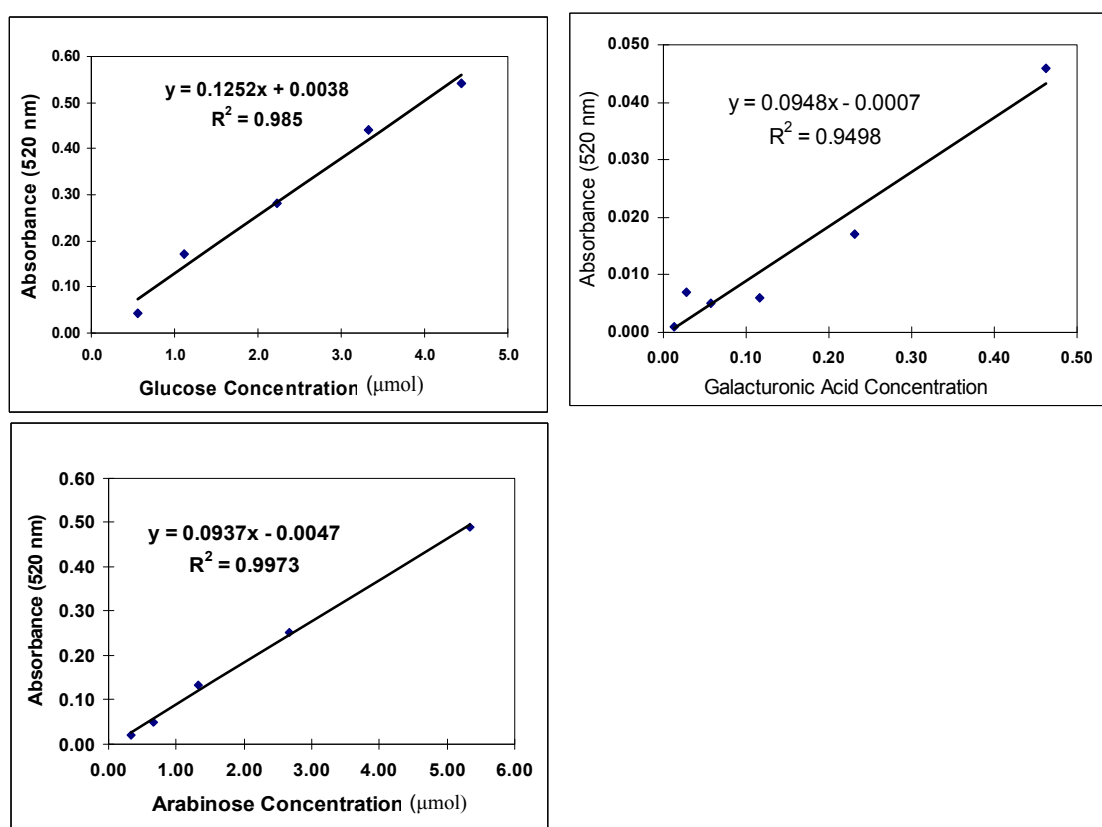 0.60
0.50
0.40
0.30
0.20
0.10
0.00
Absorbance (520 nm)
y = 0.1252x + 0.0038
R² = 0.985
0.0 1.0 2.0 3.0 4.0 5.0
Glucose Concentration (μmol)
0.050
0.040
0.030
0.020
0.010
0.000
Absorbance (520 nm)
y = 0.0948x - 0.0007
R² = 0.9498
0.00 0.10 0.20 0.30 0.40 0.50
Galacturonic Acid Concentration
0.60
0.50
0.40
0.30
0.20
0.10
0.00
Absorbance (520 nm)
y = 0.0937x - 0.0047
R² = 0.9973
0.00 1.00 2.00 3.00 4.00 5.00 6.00
Arabinose Concentration (μmol)